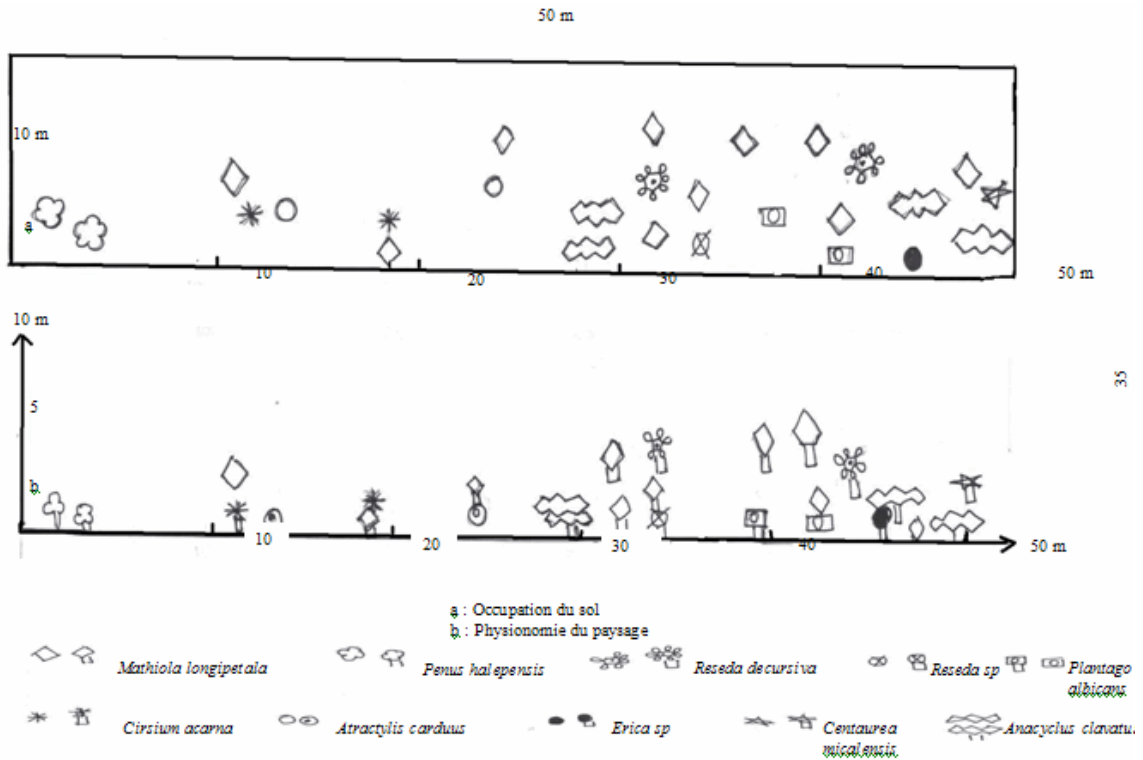 50 m
10 m
a
10
20
30
40
50 m
10 m
5
35
b
10
20
30
40
50 m
a : Occupation du sol
b : Physionomie du paysage
Mathiola longipetala
Penus halepensis
Reseda decursiva
Reseda sp
Plantago
albicans
Cirsium acarna
Atractylis carduus
Erica sp
Centaurea
micalensis
Anacyclus clavatu.